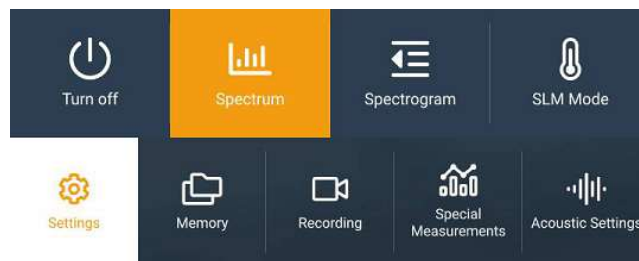 Turn off
Spectrum
Spectrogram
SLM Mode
Settings
Memory
Recording
Special
Measurements
Acoustic Settings